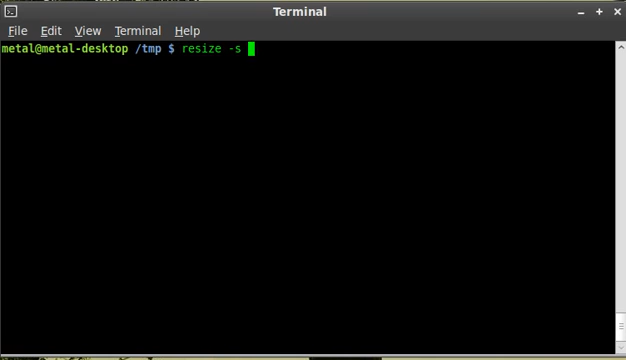 Terminal
File Edit View Terminal Help
metal@metal-desktop /tmp $ resize -s